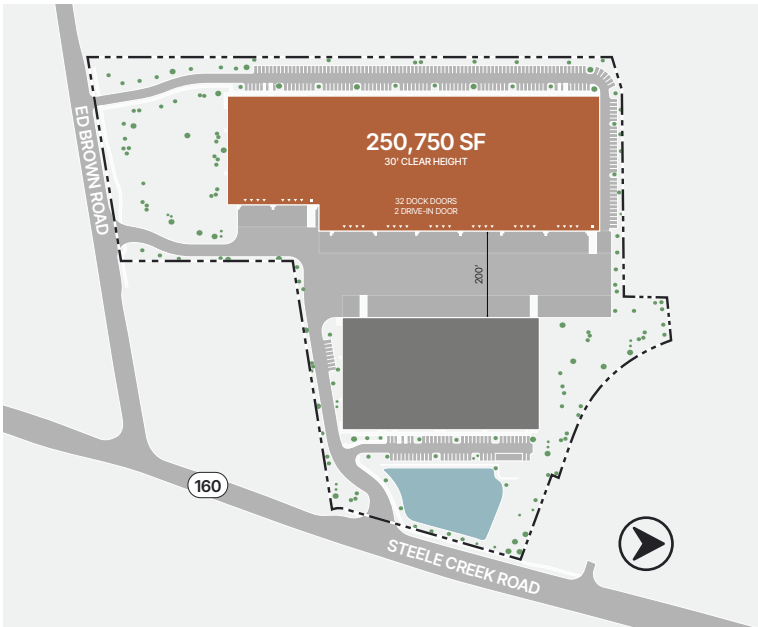 250,750 SF
30' CLEAR HEIGHT
ED BROWN ROAD
32 DOCK DOORS
2 DRIVE-IN DOOR
200'
160
STEELE CREEK ROAD